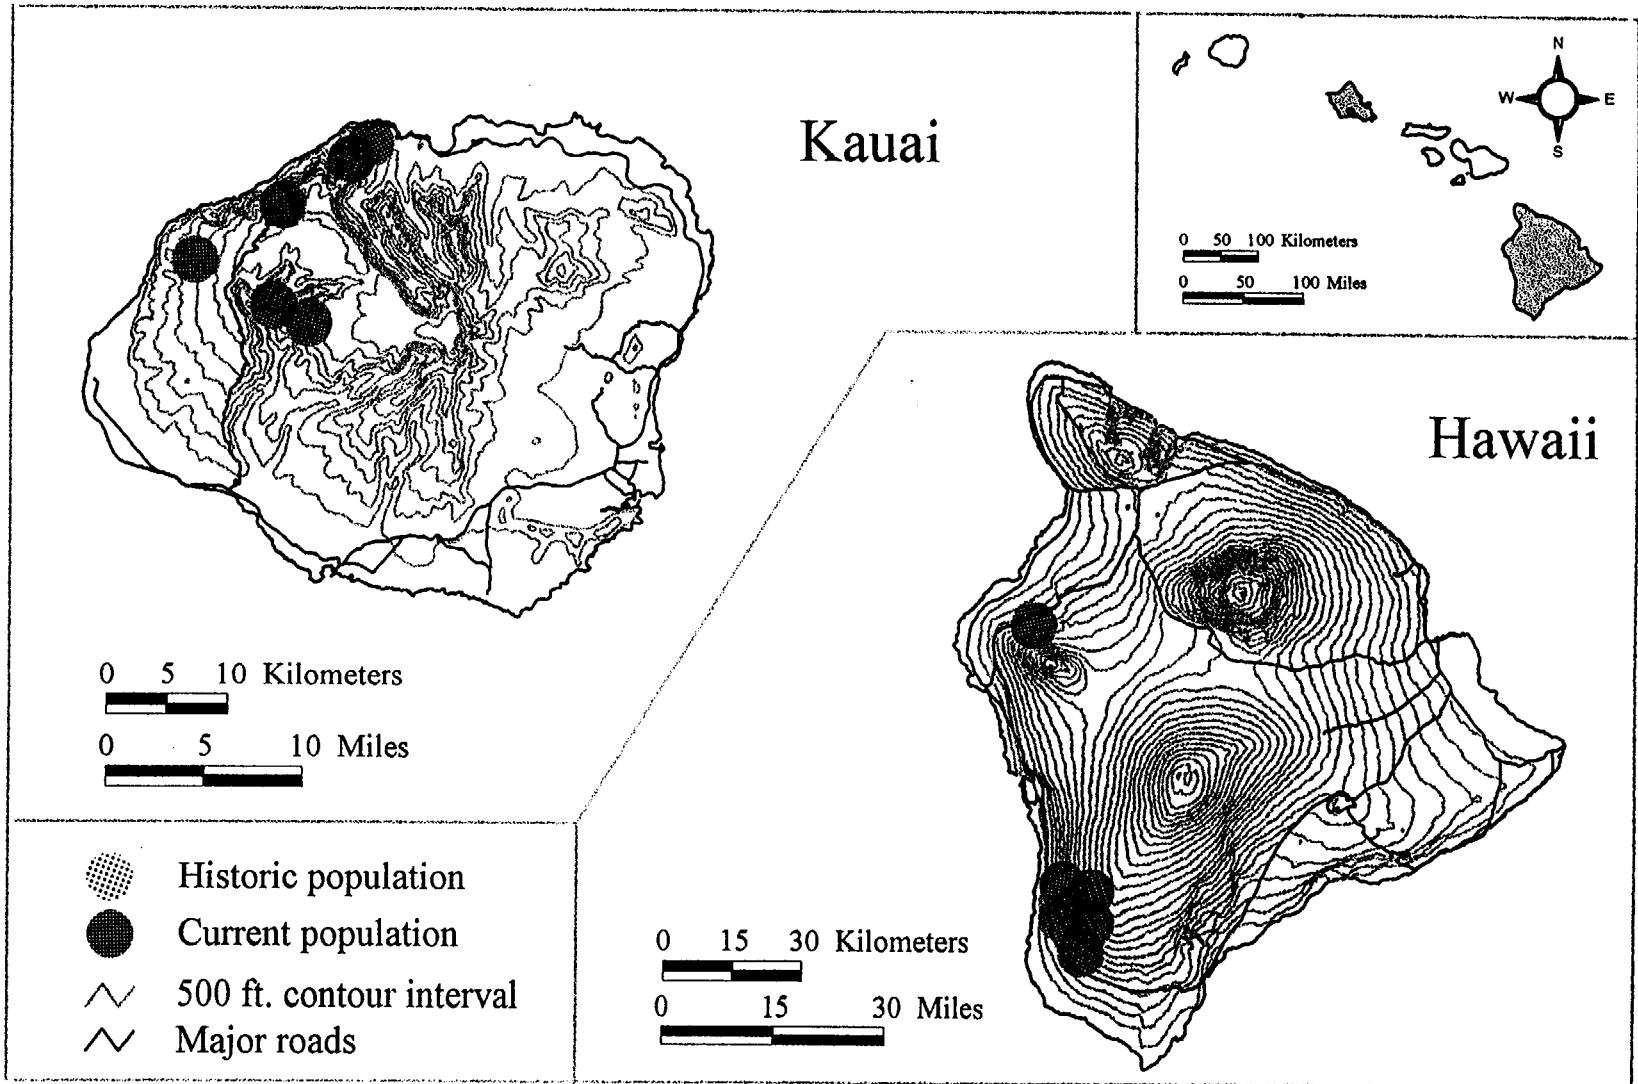 Kauai
N
W E
S
0 50 100 Kilometers
0 50 100 Miles
Hawaii
0 5 10 Kilometers
0 5 10 Miles
Historic population
Current population
500 ft. contour interval
Major roads
0 15 30 Kilometers
0 15 30 Miles